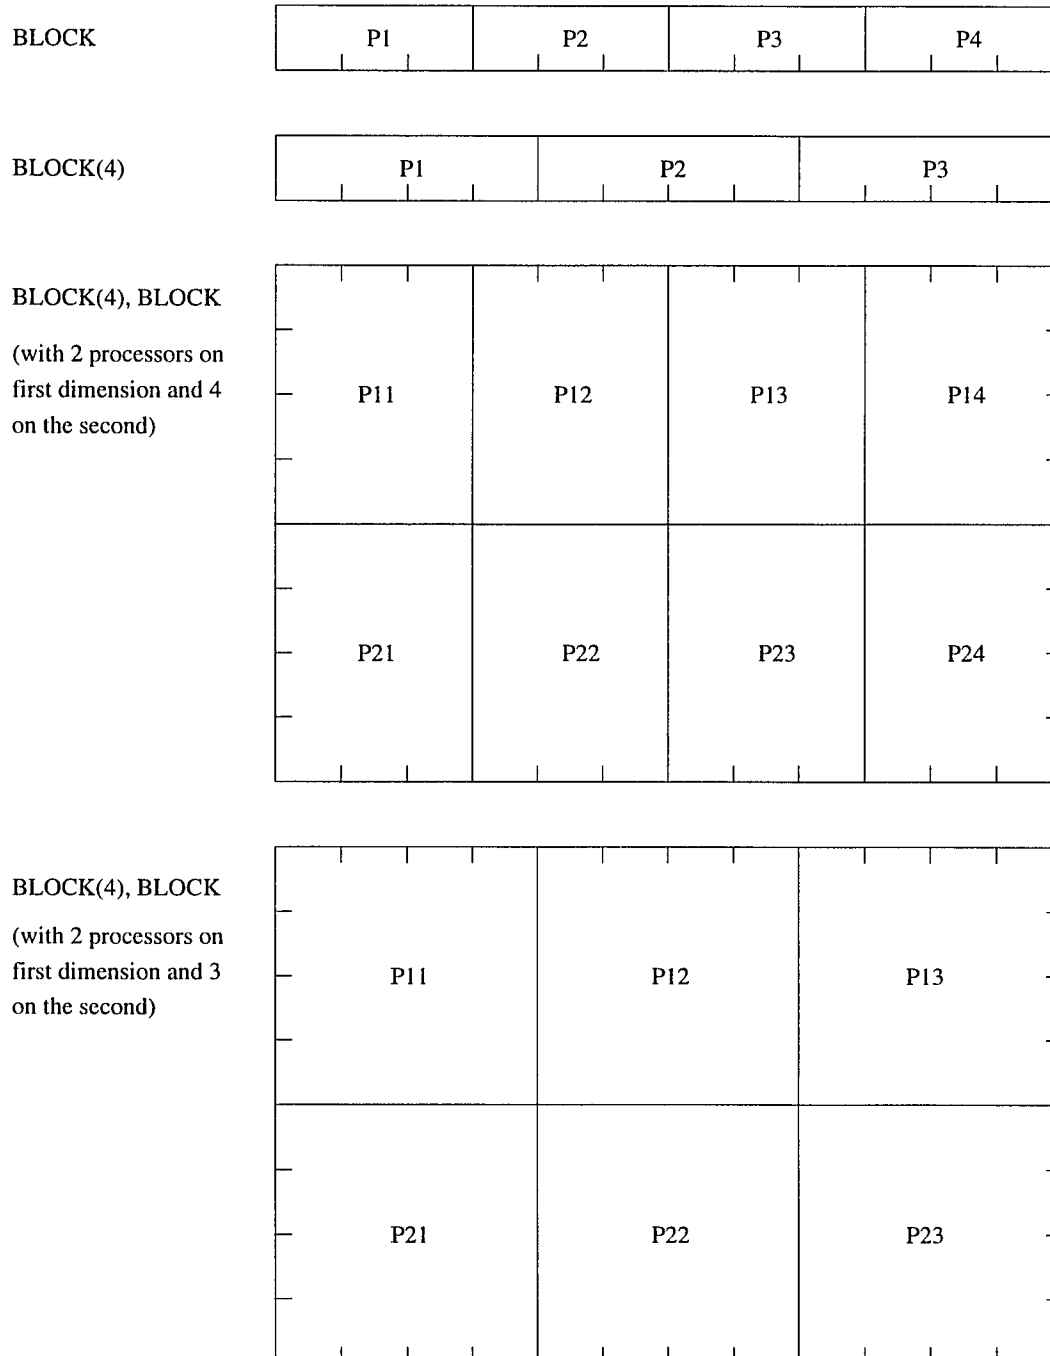 BLOCK P1 P2 P3 P4
BLOCK(4) P1 P2 P3
BLOCK(4), BLOCK
(with 2 processors on
first dimension and 4
on the second)
P11 P12 P13 P14
P21 P22 P23 P24
BLOCK(4), BLOCK
(with 2 processors on
first dimension and 3
on the second)
P11 P12 P13
P21 P22 P23